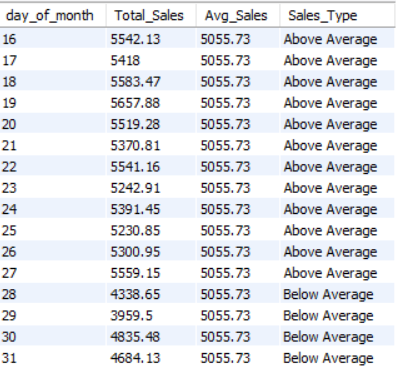 day_of_month Total_Sales Avg_Sales Sales_Type
16 5542.13 5055.73 Above Average
17 5418 5055.73 Above Average
18 5583.47 5055.73 Above Average
19 5657.88 5055.73 Above Average
20 5519.28 5055.73 Above Average
21 5370.81 5055.73 Above Average
22 5541.16 5055.73 Above Average
23 5242.91 5055.73 Above Average
24 5391.45 5055.73 Above Average
25 5230.85 5055.73 Above Average
26 5300.95 5055.73 Above Average
27 5559.15 5055.73 Above Average
28 4338.65 5055.73 Below Average
29 3959.5 5055.73 Below Average
30 4835.48 5055.73 Below Average
31 4684.13 5055.73 Below Average